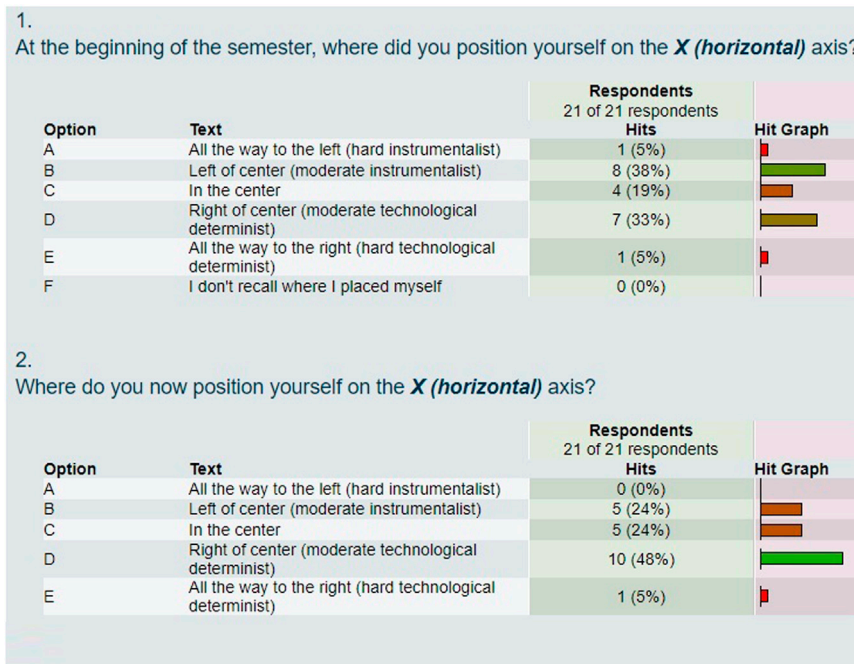 1.
At the beginning of the semester, where did you position yourself on the X (horizontal) axis?
Respondents
21 of 21 respondents
Option Text Hits Hit Graph
A All the way to the left (hard instrumentalist) 1 (5%)
B Left of center (moderate instrumentalist) 8 (38%)
C In the center 4 (19%)
D Right of center (moderate technological determinist) 7 (33%)
E All the way to the right (hard technological determinist) 1 (5%)
F I don't recall where I placed myself 0 (0%)
2.
Where do you now position yourself on the X (horizontal) axis?
Respondents
21 of 21 respondents
Option Text Hits Hit Graph
A All the way to the left (hard instrumentalist) 0 (0%)
B Left of center (moderate instrumentalist) 5 (24%)
C In the center 5 (24%)
D Right of center (moderate technological determinist) 10 (48%)
E All the way to the right (hard technological determinist) 1 (5%)